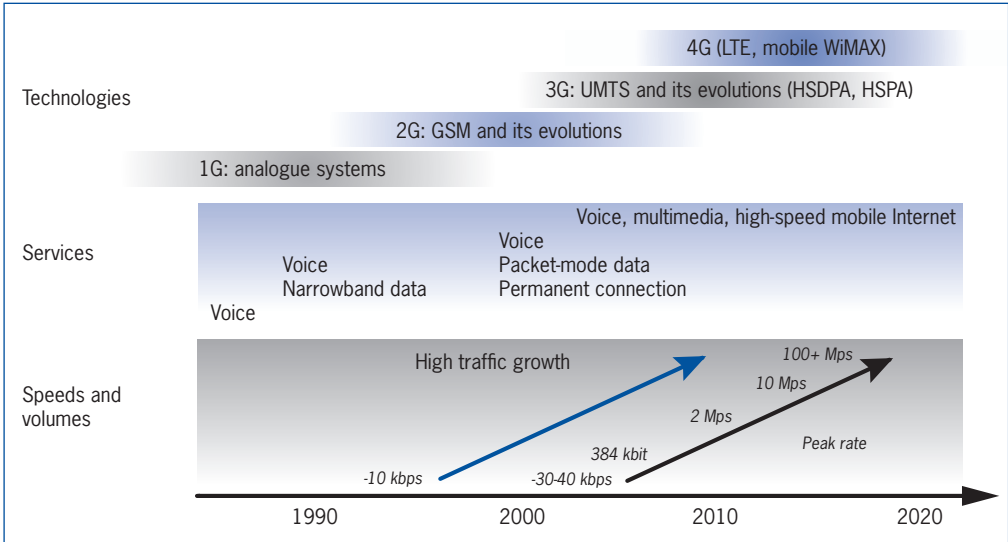 4G (LTE, mobile WiMAX)
Technologies
3G: UMTS and its evolutions (HSDPA, HSPA)
2G: GSM and its evolutions
1G: analogue systems
Services
Voice, multimedia, high-speed mobile Internet
Voice
Packet-mode data
Permanent connection
Voice
Narrowband data
Voice
Speeds and
volumes
High traffic growth
100+ Mps
10 Mps
2 Mps
Peak rate
384 kbit
-10 kbps
-30-40 kbps
1990
2000
2010
2020